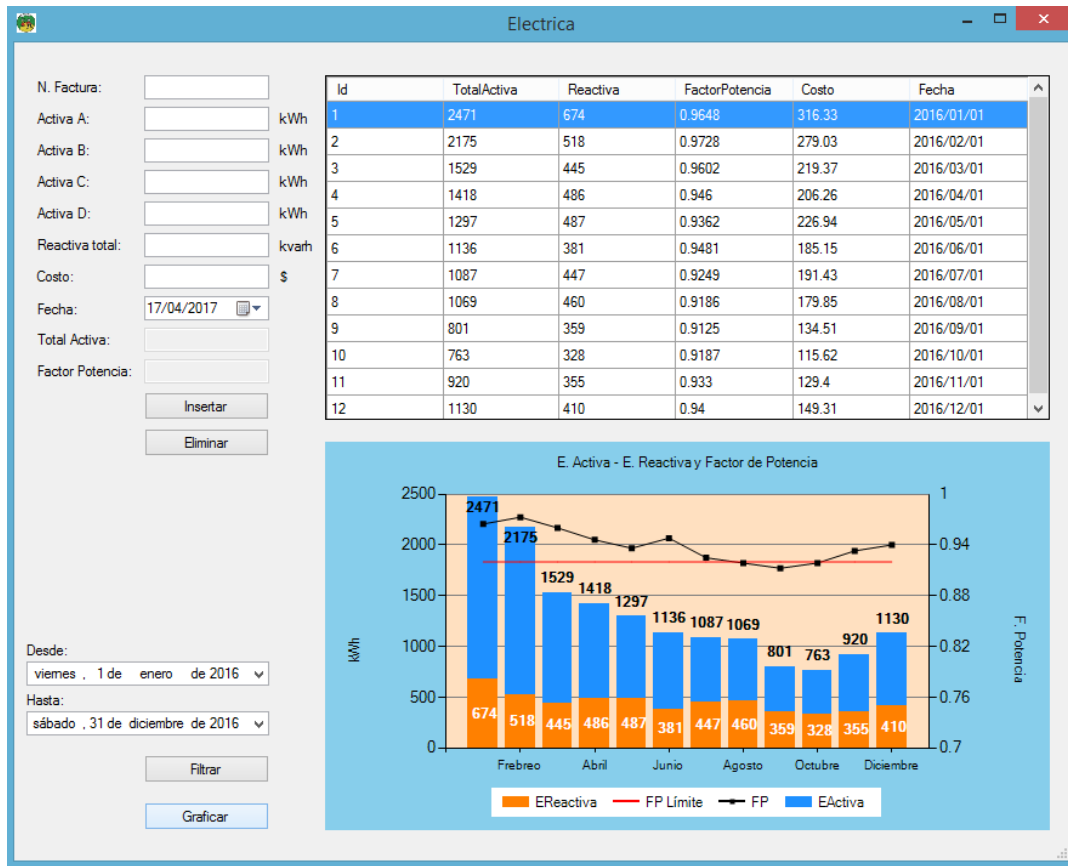 Electrica
N. Factura:
Activa A: kWh
Activa B: kWh
Activa C: kWh
Activa D: kWh
Reactiva total: kvarh
Costo: $
Fecha: 17/04/2017
Total Activa:
Factor Potencia:
Insertar
Eliminar
Id TotalActiva Reactiva FactorPotencia Costo Fecha
1 2471 674 0.9648 316.33 2016/01/01
2 2175 518 0.9728 279.03 2016/02/01
3 1529 445 0.9602 219.37 2016/03/01
4 1418 486 0.946 206.26 2016/04/01
5 1297 487 0.9362 226.94 2016/05/01
6 1136 381 0.9481 185.15 2016/06/01
7 1087 447 0.9249 191.43 2016/07/01
8 1069 460 0.9186 179.85 2016/08/01
9 801 359 0.9125 134.51 2016/09/01
10 763 328 0.9187 115.62 2016/10/01
11 920 355 0.933 129.4 2016/11/01
12 1130 410 0.94 149.31 2016/12/01
Desde:
viernes , 1 de enero de 2016
Hasta:
sábado , 31 de diciembre de 2016
Filtrar
Graficar
E. Activa - E. Reactiva y Factor de Potencia
2500 1
2000 0.94
1500 0.88
1000 0.82
500 0.76
0 0.7
kWh
F. Potencia
2471 2175 1529 1418 1297 1136 1087 1069 801 763 920 1130
674 518 445 486 487 381 447 460 359 328 355 410
Frebreo Abril Junio Agosto Octubre Diciembre
EReactiva FP Límite FP EActiva